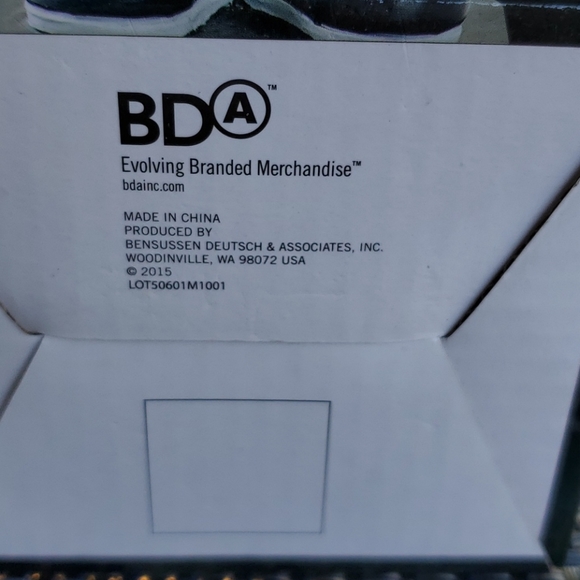 BDA™
Evolving Branded Merchandise™
bdainc.com
MADE IN CHINA
PRODUCED BY
BENSUSSEN DEUTSCH & ASSOCIATES, INC.
WOODINVILLE, WA 98072 USA
© 2015
LOT50601M1001